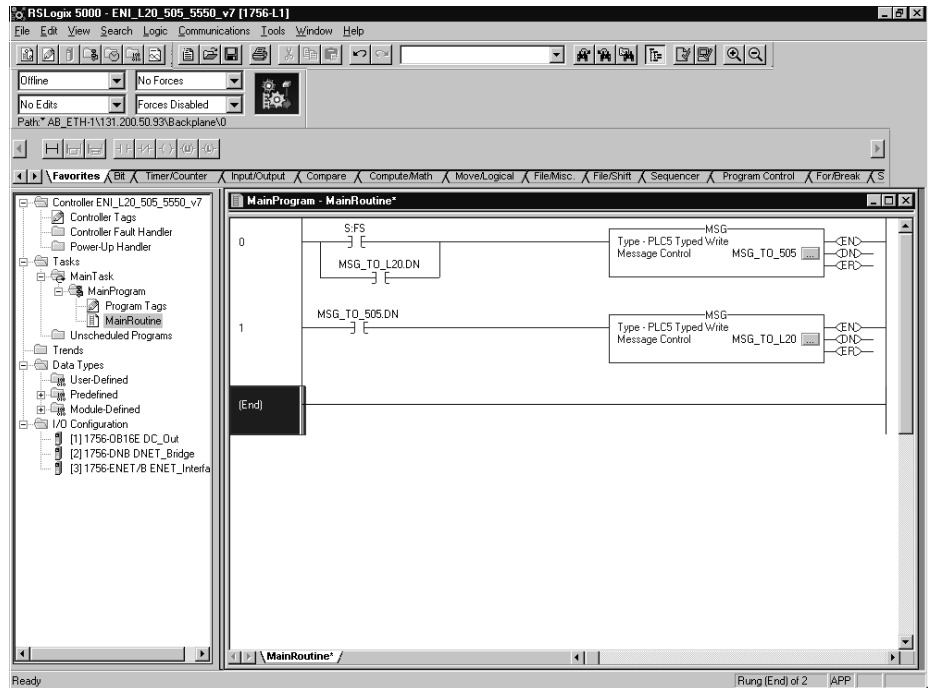 RSLogix 5000 - ENI_L20_505_5550_v7 [1756-L1]
File Edit View Search Logic Communications Tools Window Help
Offline No Forces
No Edits Forces Disabled
Path:* AB_ETH-1\131.200.50.93\Backplane\0
Favorites Bit Timer/Counter Input/Output Compare Compute/Math Move/Logical File/Misc. File/Shift Sequencer Program Control For/Break S
Controller ENI_L20_505_5550_v7
Controller Tags
Controller Fault Handler
Power-Up Handler
Tasks
MainTask
MainProgram
Program Tags
MainRoutine
Unscheduled Programs
Trends
Data Types
User-Defined
Predefined
Module-Defined
I/O Configuration
[1] 1756-OB16E DC_Out
[2] 1756-DNB DNET_Bridge
[3] 1756-ENET/B ENET_Interfa
MainProgram - MainRoutine*
0
S:FS
MSG_TO_L20.DN
MSG
Type - PLC5 Typed Write
Message Control MSG_TO_505 ...
EN
DN
ER
1
MSG_TO_505.DN
MSG
Type - PLC5 Typed Write
Message Control MSG_TO_L20 ...
EN
DN
ER
(End)
MainRoutine*
Ready Rung (End) of 2 APP